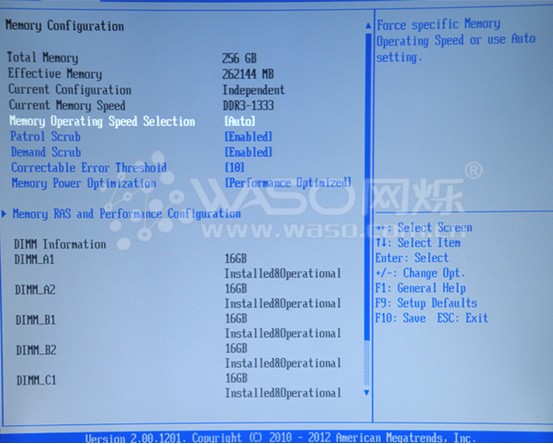 Memory Configuration
Total Memory 256 GB
Effective Memory 262144 MB
Current Configuration Independent
Current Memory Speed DDR3-1333
Memory Operating Speed Selection [Auto]
Patrol Scrub [Enabled]
Demand Scrub [Enabled]
Correctable Error Threshold [10]
Memory Power Optimization [Performance Optimized]
Memory RAS and Performance Configuration
DIMM Information
DIMM_A1 16GB
Installed&Operational
DIMM_A2 16GB
Installed&Operational
DIMM_B1 16GB
Installed&Operational
DIMM_B2 16GB
Installed&Operational
DIMM_C1 16GB
Installed&Operational
Force specific Memory
Operating Speed or use Auto
setting.
→←: Select Screen
↑↓: Select Item
Enter: Select
+/-: Change Opt.
F1: General Help
F9: Setup Defaults
F10: Save ESC: Exit
Version 2.00.1201. Copyright (C) 2010 - 2012 American Megatrends, Inc.
WASO网烁®
www.waso.com.cn